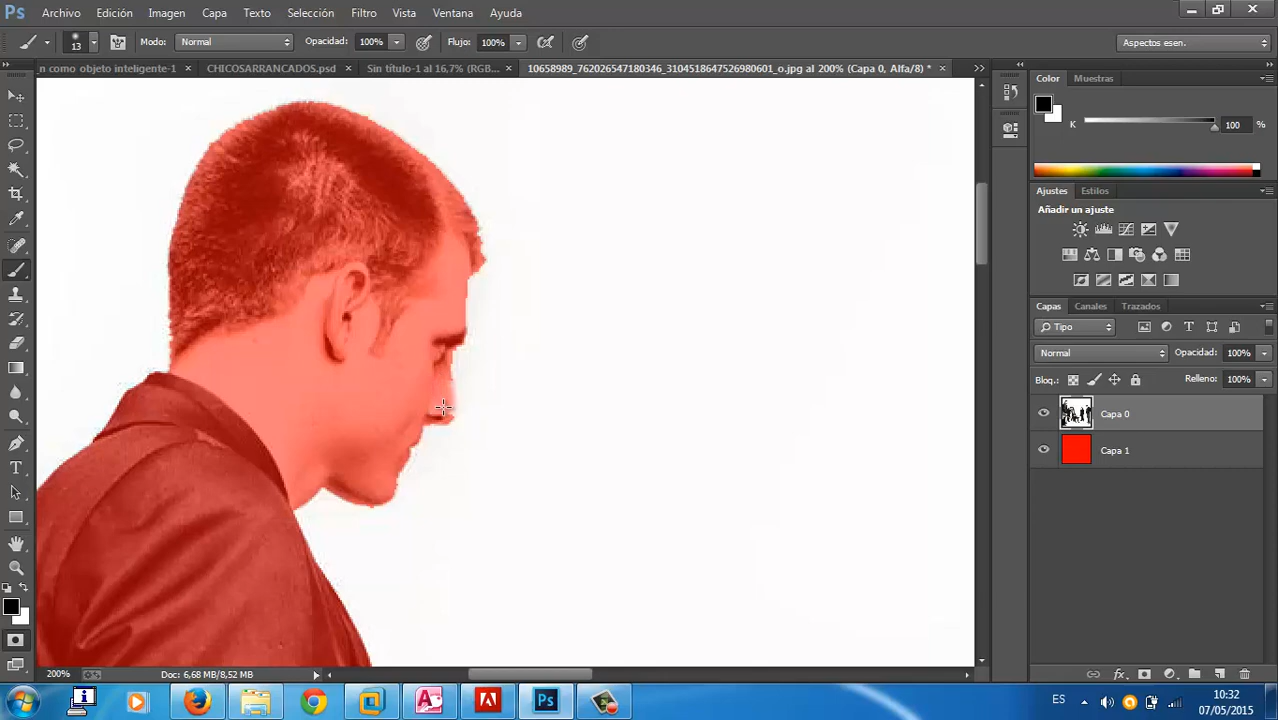 Ps Archivo Edición Imagen Capa Texto Selección Filtro Vista Ventana Ayuda
13 Modo: Normal Opacidad: 100% Flujo: 100% Aspectos esen.
n como objeto inteligente-1 × CHICOSARRANCADOS.psd × Sin título-1 al 16,7% (RGB... × 10658989_762026547180346_3104518647526980601_o.jpg al 200% (Capa 0, Alfa/8) * ×
Color Muestras
K 100 %
Ajustes Estilos
Añadir un ajuste
Capas Canales Trazados
Tipo
Normal Opacidad: 100%
Bloq.: Relleno: 100%
Capa 0
Capa 1
200% Doc: 6,68 MB/8,52 MB
Ps ES 10:32
07/05/2015